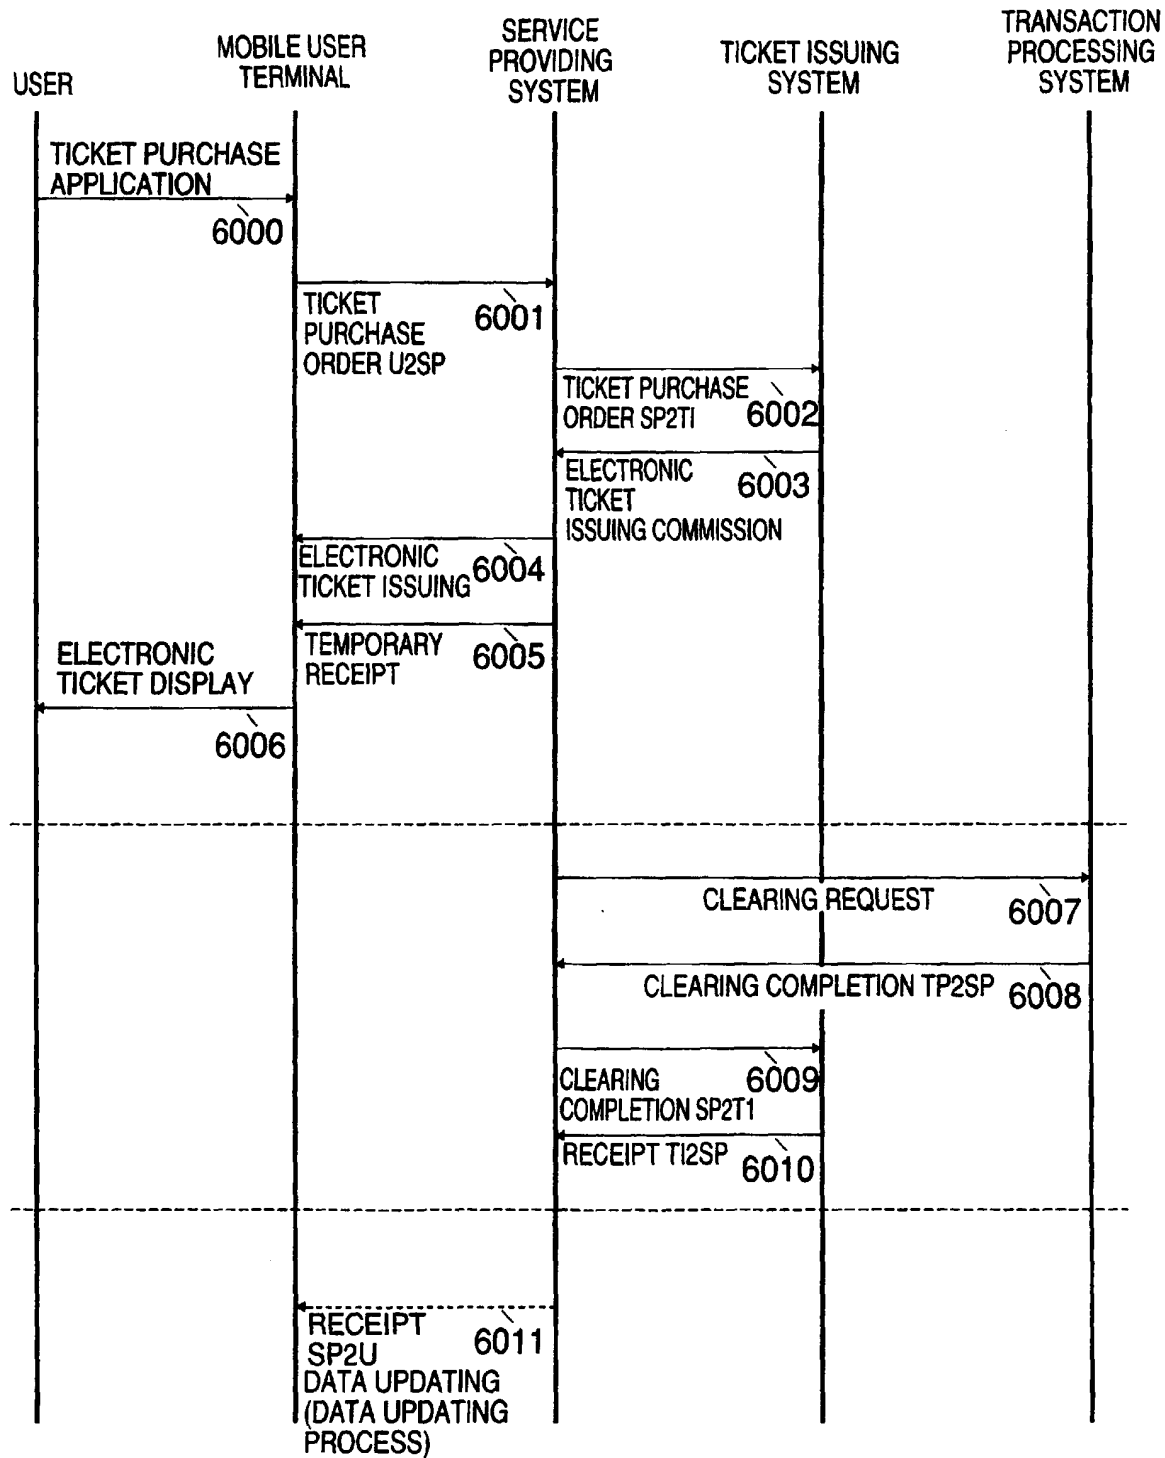 USER
MOBILE USER
TERMINAL
SERVICE
PROVIDING
SYSTEM
TICKET ISSUING
SYSTEM
TRANSACTION
PROCESSING
SYSTEM
TICKET PURCHASE
APPLICATION
6000
TICKET
PURCHASE
ORDER U2SP
6001
TICKET PURCHASE
ORDER SP2TI
6002
ELECTRONIC
TICKET
ISSUING COMMISSION
6003
ELECTRONIC
TICKET ISSUING
6004
TEMPORARY
RECEIPT
6005
ELECTRONIC
TICKET DISPLAY
6006
CLEARING REQUEST
6007
CLEARING COMPLETION TP2SP
6008
CLEARING
COMPLETION SP2T1
6009
RECEIPT TI2SP
6010
RECEIPT
SP2U
DATA UPDATING
(DATA UPDATING
PROCESS)
6011